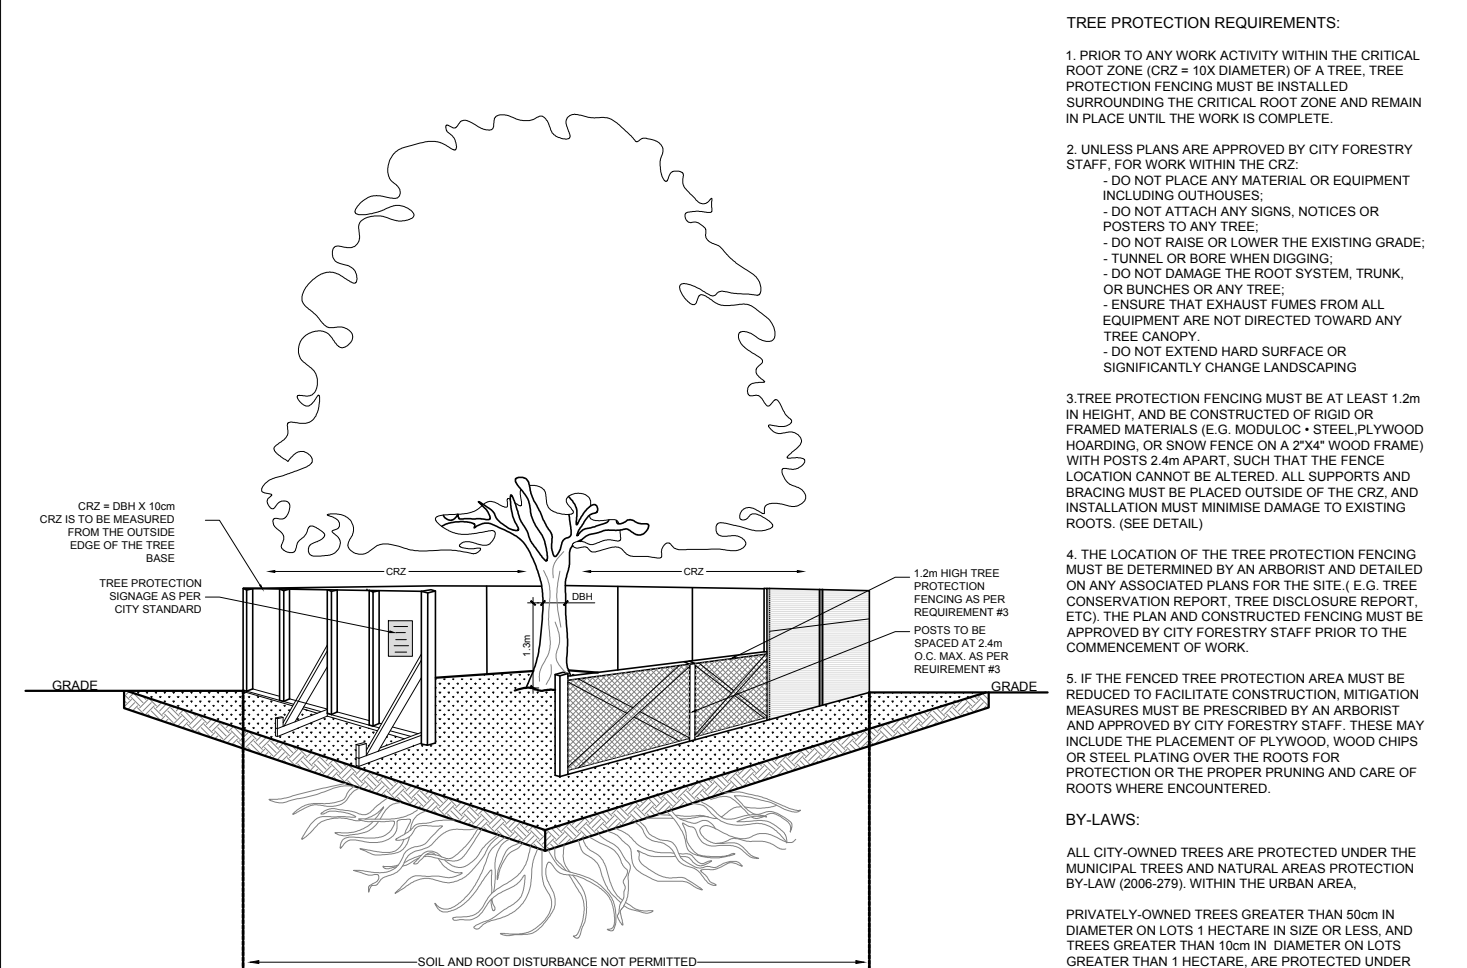 TREE PROTECTION REQUIREMENTS:
1. PRIOR TO ANY WORK ACTIVITY WITHIN THE CRITICAL
ROOT ZONE (CRZ = 10X DIAMETER) OF A TREE, TREE
PROTECTION FENCING MUST BE INSTALLED
SURROUNDING THE CRITICAL ROOT ZONE AND REMAIN
IN PLACE UNTIL THE WORK IS COMPLETE.
2. UNLESS PLANS ARE APPROVED BY CITY FORESTRY
STAFF, FOR WORK WITHIN THE CRZ:
- DO NOT PLACE ANY MATERIAL OR EQUIPMENT
INCLUDING OUTHOUSES;
- DO NOT ATTACH ANY SIGNS, NOTICES OR
POSTERS TO ANY TREE;
- DO NOT RAISE OR LOWER THE EXISTING GRADE;
- TUNNEL OR BORE WHEN DIGGING;
- DO NOT DAMAGE THE ROOT SYSTEM, TRUNK,
OR BUNCHES OR ANY TREE;
- ENSURE THAT EXHAUST FUMES FROM ALL
EQUIPMENT ARE NOT DIRECTED TOWARD ANY
TREE CANOPY.
- DO NOT EXTEND HARD SURFACE OR
SIGNIFICANTLY CHANGE LANDSCAPING
3.TREE PROTECTION FENCING MUST BE AT LEAST 1.2m
IN HEIGHT, AND BE CONSTRUCTED OF RIGID OR
FRAMED MATERIALS (E.G. MODULOC • STEEL,PLYWOOD
HOARDING, OR SNOW FENCE ON A 2"X4" WOOD FRAME)
WITH POSTS 2.4m APART, SUCH THAT THE FENCE
LOCATION CANNOT BE ALTERED. ALL SUPPORTS AND
BRACING MUST BE PLACED OUTSIDE OF THE CRZ, AND
INSTALLATION MUST MINIMISE DAMAGE TO EXISTING
ROOTS. (SEE DETAIL)
4. THE LOCATION OF THE TREE PROTECTION FENCING
MUST BE DETERMINED BY AN ARBORIST AND DETAILED
ON ANY ASSOCIATED PLANS FOR THE SITE.( E.G. TREE
CONSERVATION REPORT, TREE DISCLOSURE REPORT,
ETC). THE PLAN AND CONSTRUCTED FENCING MUST BE
APPROVED BY CITY FORESTRY STAFF PRIOR TO THE
COMMENCEMENT OF WORK.
5. IF THE FENCED TREE PROTECTION AREA MUST BE
REDUCED TO FACILITATE CONSTRUCTION, MITIGATION
MEASURES MUST BE PRESCRIBED BY AN ARBORIST
AND APPROVED BY CITY FORESTRY STAFF. THESE MAY
INCLUDE THE PLACEMENT OF PLYWOOD, WOOD CHIPS
OR STEEL PLATING OVER THE ROOTS FOR
PROTECTION OR THE PROPER PRUNING AND CARE OF
ROOTS WHERE ENCOUNTERED.
BY-LAWS:
ALL CITY-OWNED TREES ARE PROTECTED UNDER THE
MUNICIPAL TREES AND NATURAL AREAS PROTECTION
BY-LAW (2006-279). WITHIN THE URBAN AREA,
PRIVATELY-OWNED TREES GREATER THAN 50cm IN
DIAMETER ON LOTS 1 HECTARE IN SIZE OR LESS, AND
TREES GREATER THAN 10cm IN DIAMETER ON LOTS
GREATER THAN 1 HECTARE, ARE PROTECTED UNDER
CRZ = DBH X 10cm
CRZ IS TO BE MEASURED
FROM THE OUTSIDE
EDGE OF THE TREE
BASE
TREE PROTECTION
SIGNAGE AS PER
CITY STANDARD
CRZ
CRZ
DBH
1.3m
1.2m HIGH TREE
PROTECTION
FENCING AS PER
REQUIREMENT #3
POSTS TO BE
SPACED AT 2.4m
O.C. MAX. AS PER
REUIREMENT #3
GRADE
GRADE
SOIL AND ROOT DISTURBANCE NOT PERMITTED